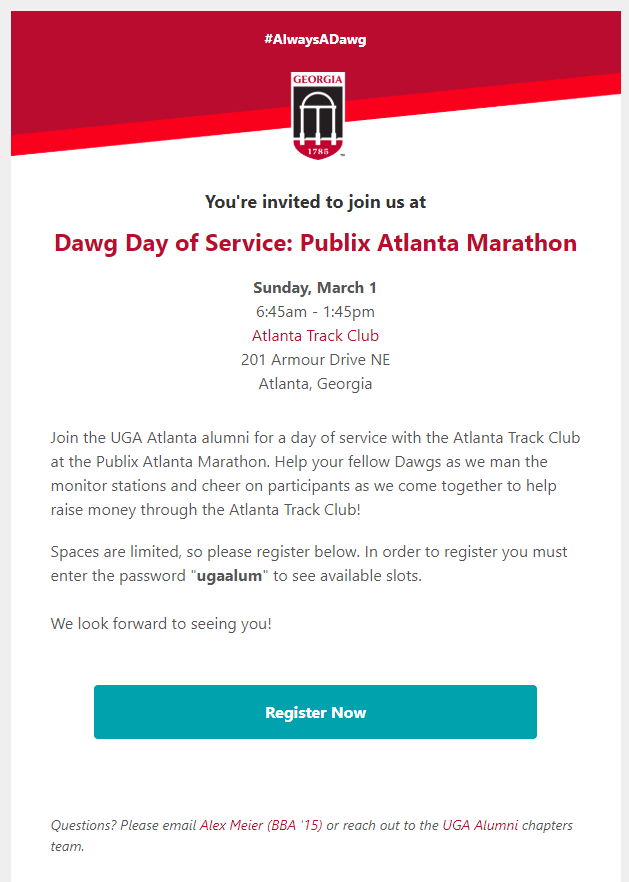 #AlwaysADawg
GEORGIA
1785
You're invited to join us at
Dawg Day of Service: Publix Atlanta Marathon
Sunday, March 1
6:45am - 1:45pm
Atlanta Track Club
201 Armour Drive NE
Atlanta, Georgia
Join the UGA Atlanta alumni for a day of service with the Atlanta Track Club
at the Publix Atlanta Marathon. Help your fellow Dawgs as we man the
monitor stations and cheer on participants as we come together to help
raise money through the Atlanta Track Club!
Spaces are limited, so please register below. In order to register you must
enter the password "ugaalum" to see available slots.
We look forward to seeing you!
Register Now
Questions? Please email Alex Meier (BBA '15) or reach out to the UGA Alumni chapters
team.